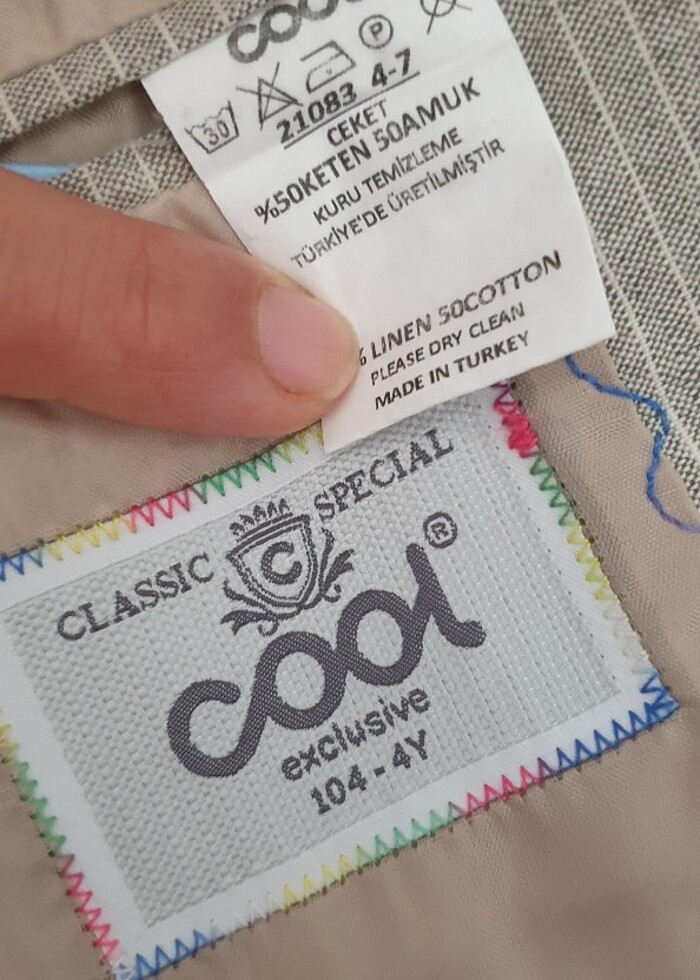 COOL
30
P
21083 4-7
CEKET
%50KETEN 50AMUK
KURU TEMİZLEME
TÜRKİYE'DE ÜRETİLMİŞTİR
% LINEN 50COTTON
PLEASE DRY CLEAN
MADE IN TURKEY
CLASSIC C SPECIAL
cool®
exclusive
104-4Y